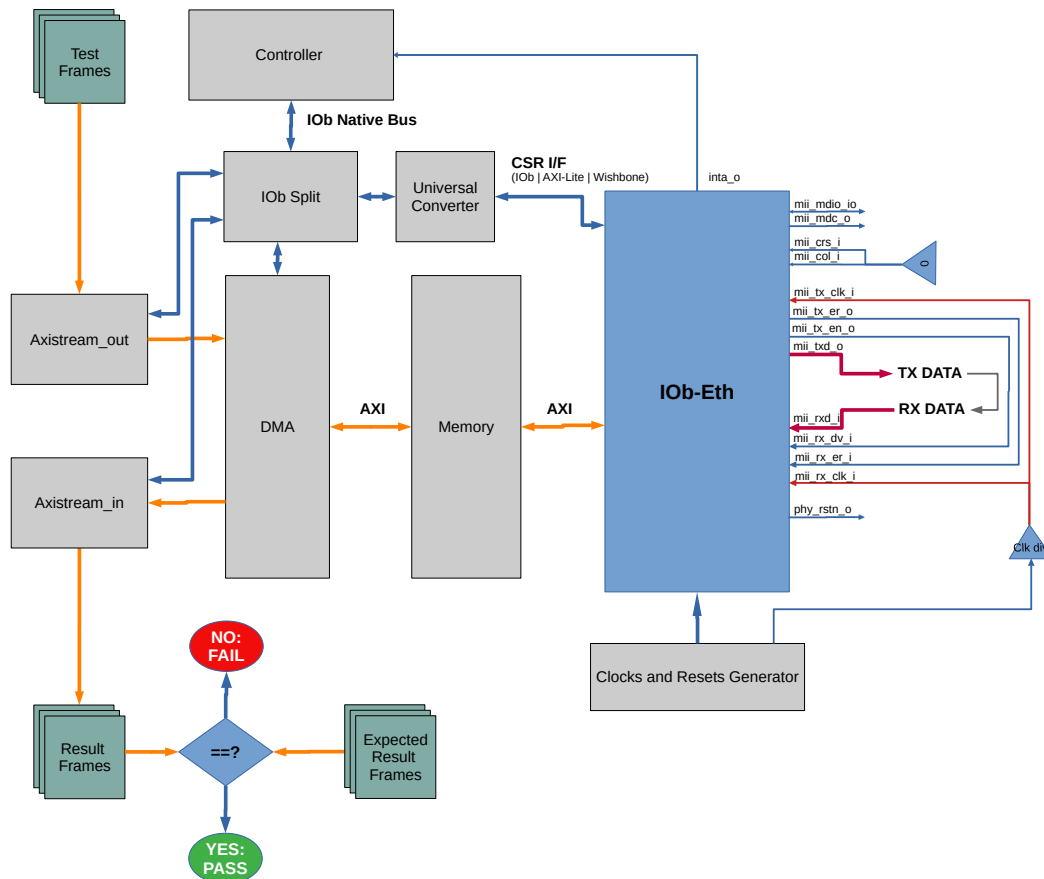 Test
Frames
Controller
IOb Native Bus
IOb Split
Universal
Converter
CSR I/F
(IOb | AXI-Lite | Wishbone)
inta_o
mii_mdio_io
mii_mdc_o
mii_crs_i
mii_col_i
0
mii_tx_clk_i
mii_tx_er_o
mii_tx_en_o
mii_txd_o
TX DATA
IOb-Eth
RX DATA
mii_rxd_i
mii_rx_dv_i
mii_rx_er_i
mii_rx_clk_i
phy_rstn_o
Clk div
Axistream_out
DMA
AXI
Memory
AXI
Axistream_in
Clocks and Resets Generator
NO:
FAIL
Result
Frames
==?
Expected
Result
Frames
YES:
PASS